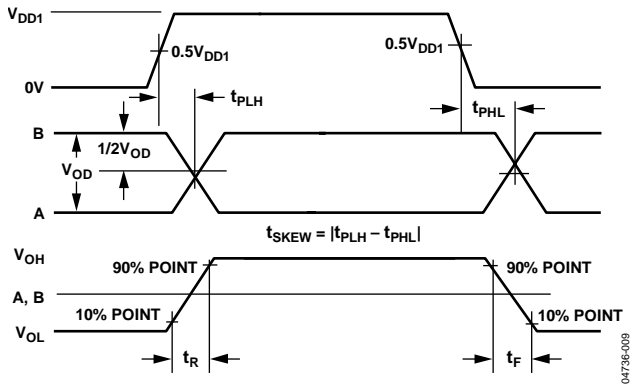 VDD1
0.5VDD1
0.5VDD1
0V
tPLH
tPHL
B
1/2VOD
VOD
A
tSKEW = |tPLH – tPHL|
VOH
90% POINT
90% POINT
A, B
10% POINT
10% POINT
VOL
tR
tF
04736-009